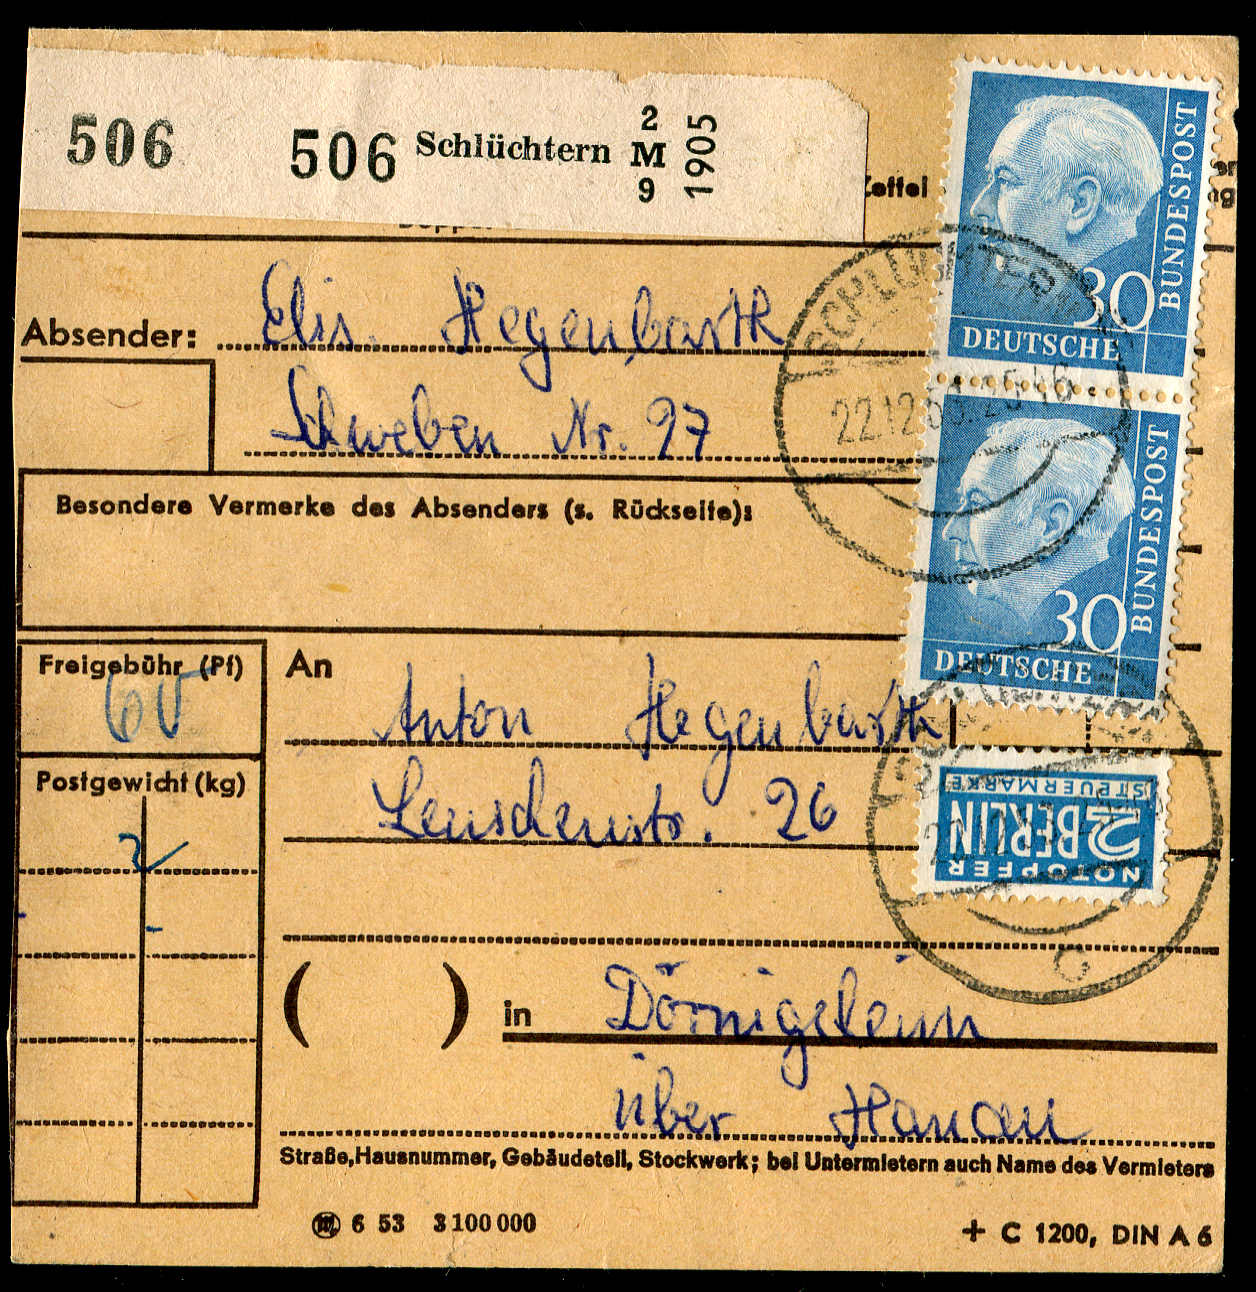 506 506 Schlüchtern 2 M 9 1905
Zettel
Absender: Elis. Hegenbarth
Schweben Nr. 97
Besondere Vermerke des Absenders (s. Rückseite):
30 DEUTSCHE BUNDESPOST
30 DEUTSCHE BUNDESPOST
SCHLÜCHTERN
22.12.53.
Freigebühr (Pf)
60
An
Anton Hegenbarth
Postgewicht (kg)
2
26
NOTOPFER
2 BERLIN
STEUERMARKE
c
( ) in Dörnigheim
über Hanau
Straße, Hausnummer, Gebäudeteil, Stockwerk; bei Untermietern auch Name des Vermieters
6 53 3 100 000
+ C 1200, DIN A 6